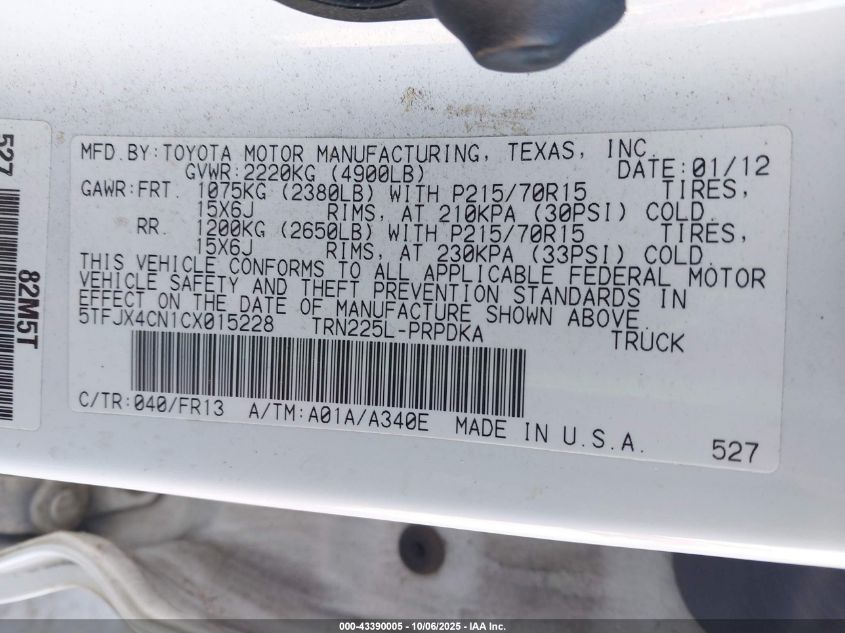 MFD.BY:TOYOTA MOTOR MANUFACTURING, TEXAS, INC.
GVWR:2220KG (4900LB) DATE:01/12
GAWR:FRT. 1075KG (2380LB) WITH P215/70R15 TIRES,
15X6J RIMS, AT 210KPA (30PSI) COLD.
RR. 1200KG (2650LB) WITH P215/70R15 TIRES,
15X6J RIMS, AT 230KPA (33PSI) COLD.
THIS VEHICLE CONFORMS TO ALL APPLICABLE FEDERAL MOTOR
VEHICLE SAFETY AND THEFT PREVENTION STANDARDS IN
EFFECT ON THE DATE OF MANUFACTURE SHOWN ABOVE.
5TFJX4CN1CX015228 TRN225L-PRPDKA TRUCK
C/TR:040/FR13 A/TM:A01A/A340E MADE IN U.S.A.
527
527
82M5T
000-43390005 - 10/06/2025 - IAA Inc.